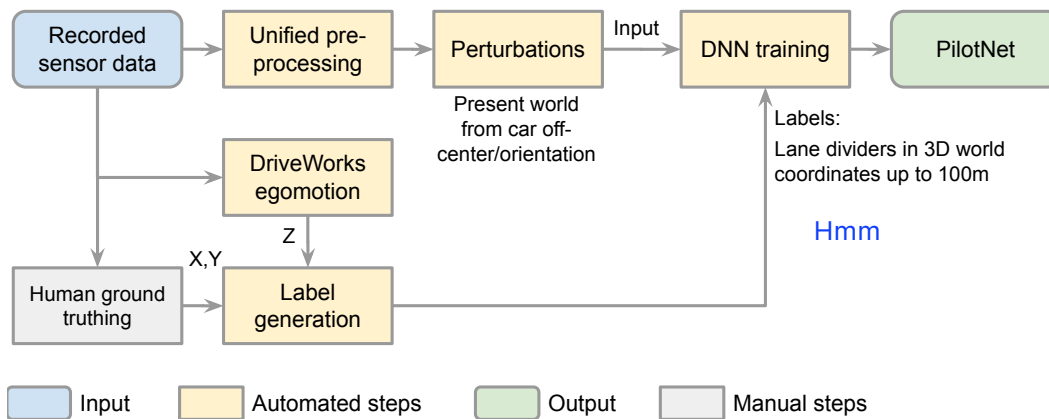 Recorded
sensor data
Unified pre-
processing
Perturbations
Input
DNN training
PilotNet
Present world
from car off-
center/orientation
Labels:
Lane dividers in 3D world
coordinates up to 100m
DriveWorks
egomotion
Hmm
Z
X,Y
Human ground
truthing
Label
generation
Input
Automated steps
Output
Manual steps